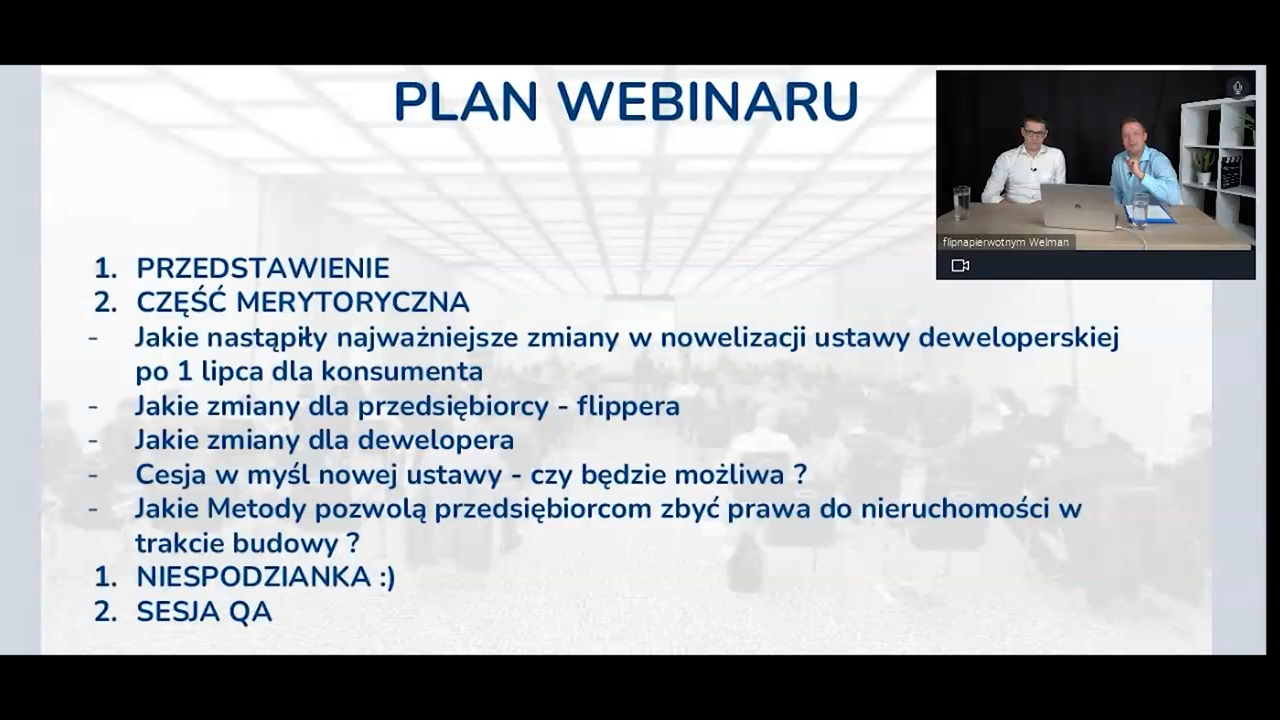 PLAN WEBINARU
flipnapierwotnym Welman
1. PRZEDSTAWIENIE
2. CZĘŚĆ MERYTORYCZNA
- Jakie nastąpiły najważniejsze zmiany w nowelizacji ustawy deweloperskiej
po 1 lipca dla konsumenta
- Jakie zmiany dla przedsiębiorcy - flippera
- Jakie zmiany dla dewelopera
- Cesja w myśl nowej ustawy - czy będzie możliwa ?
- Jakie Metody pozwolą przedsiębiorcom zbyć prawa do nieruchomości w
trakcie budowy ?
1. NIESPODZIANKA :)
2. SESJA QA